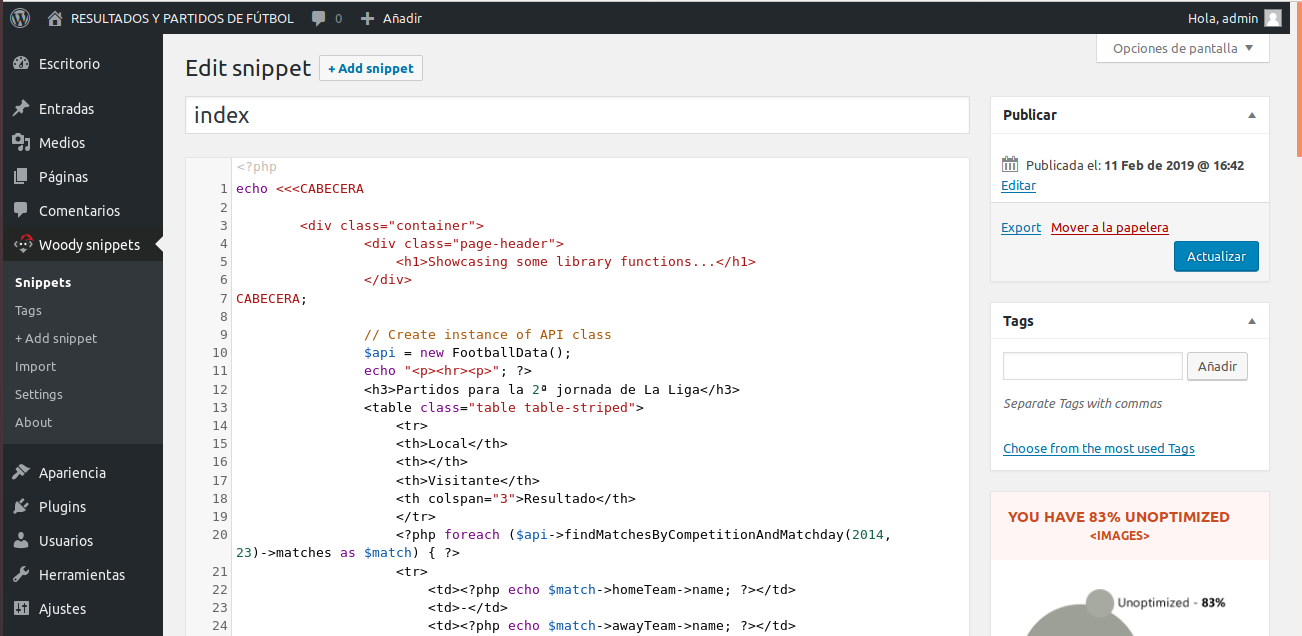 RESULTADOS Y PARTIDOS DE FÚTBOL 0 Añadir Hola, admin
Opciones de pantalla
Escritorio
Entradas
Medios
Páginas
Comentarios
Woody snippets
Snippets
Tags
+ Add snippet
Import
Settings
About
Apariencia
Plugins
Usuarios
Herramientas
Ajustes
Edit snippet + Add snippet
index
<?php
1 echo <<<CABECERA
2
3 <div class="container">
4 <div class="page-header">
5 <h1>Showcasing some library functions...</h1>
6 </div>
7 CABECERA;
8
9 // Create instance of API class
10 $api = new FootballData();
11 echo "<p><hr><p>"; ?>
12 <h3>Partidos para la 2ª jornada de La Liga</h3>
13 <table class="table table-striped">
14 <tr>
15 <th>Local</th>
16 <th></th>
17 <th>Visitante</th>
18 <th colspan="3">Resultado</th>
19 </tr>
20 <?php foreach ($api->findMatchesByCompetitionAndMatchday(2014,
23)->matches as $match) { ?>
21 <tr>
22 <td><?php echo $match->homeTeam->name; ?></td>
23 <td>-</td>
24 <td><?php echo $match->awayTeam->name; ?></td>
Publicar
Publicada el: 11 Feb de 2019 @ 16:42
Editar
Export Mover a la papelera
Actualizar
Tags
Añadir
Separate Tags with commas
Choose from the most used Tags
YOU HAVE 83% UNOPTIMIZED
<IMAGES>
Unoptimized - 83%